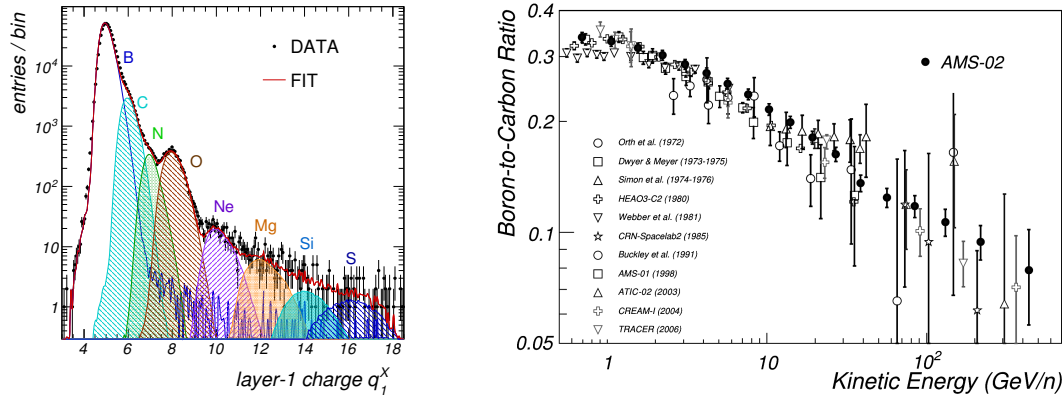 entries / bin
10⁴
10³
10²
10
1
DATA
FIT
B
C
N
O
Ne
Mg
Si
S
4 6 8 10 12 14 16 18
layer-1 charge q₁ˣ
Boron-to-Carbon Ratio
0.4
0.3
0.2
0.1
0.05
AMS-02
Orth et al. (1972)
Dwyer & Meyer (1973-1975)
Simon et al. (1974-1976)
HEAO3-C2 (1980)
Webber et al. (1981)
CRN-Spacelab2 (1985)
Buckley et al. (1991)
AMS-01 (1998)
ATIC-02 (2003)
CREAM-I (2004)
TRACER (2006)
1 10 10²
Kinetic Energy (GeV/n)